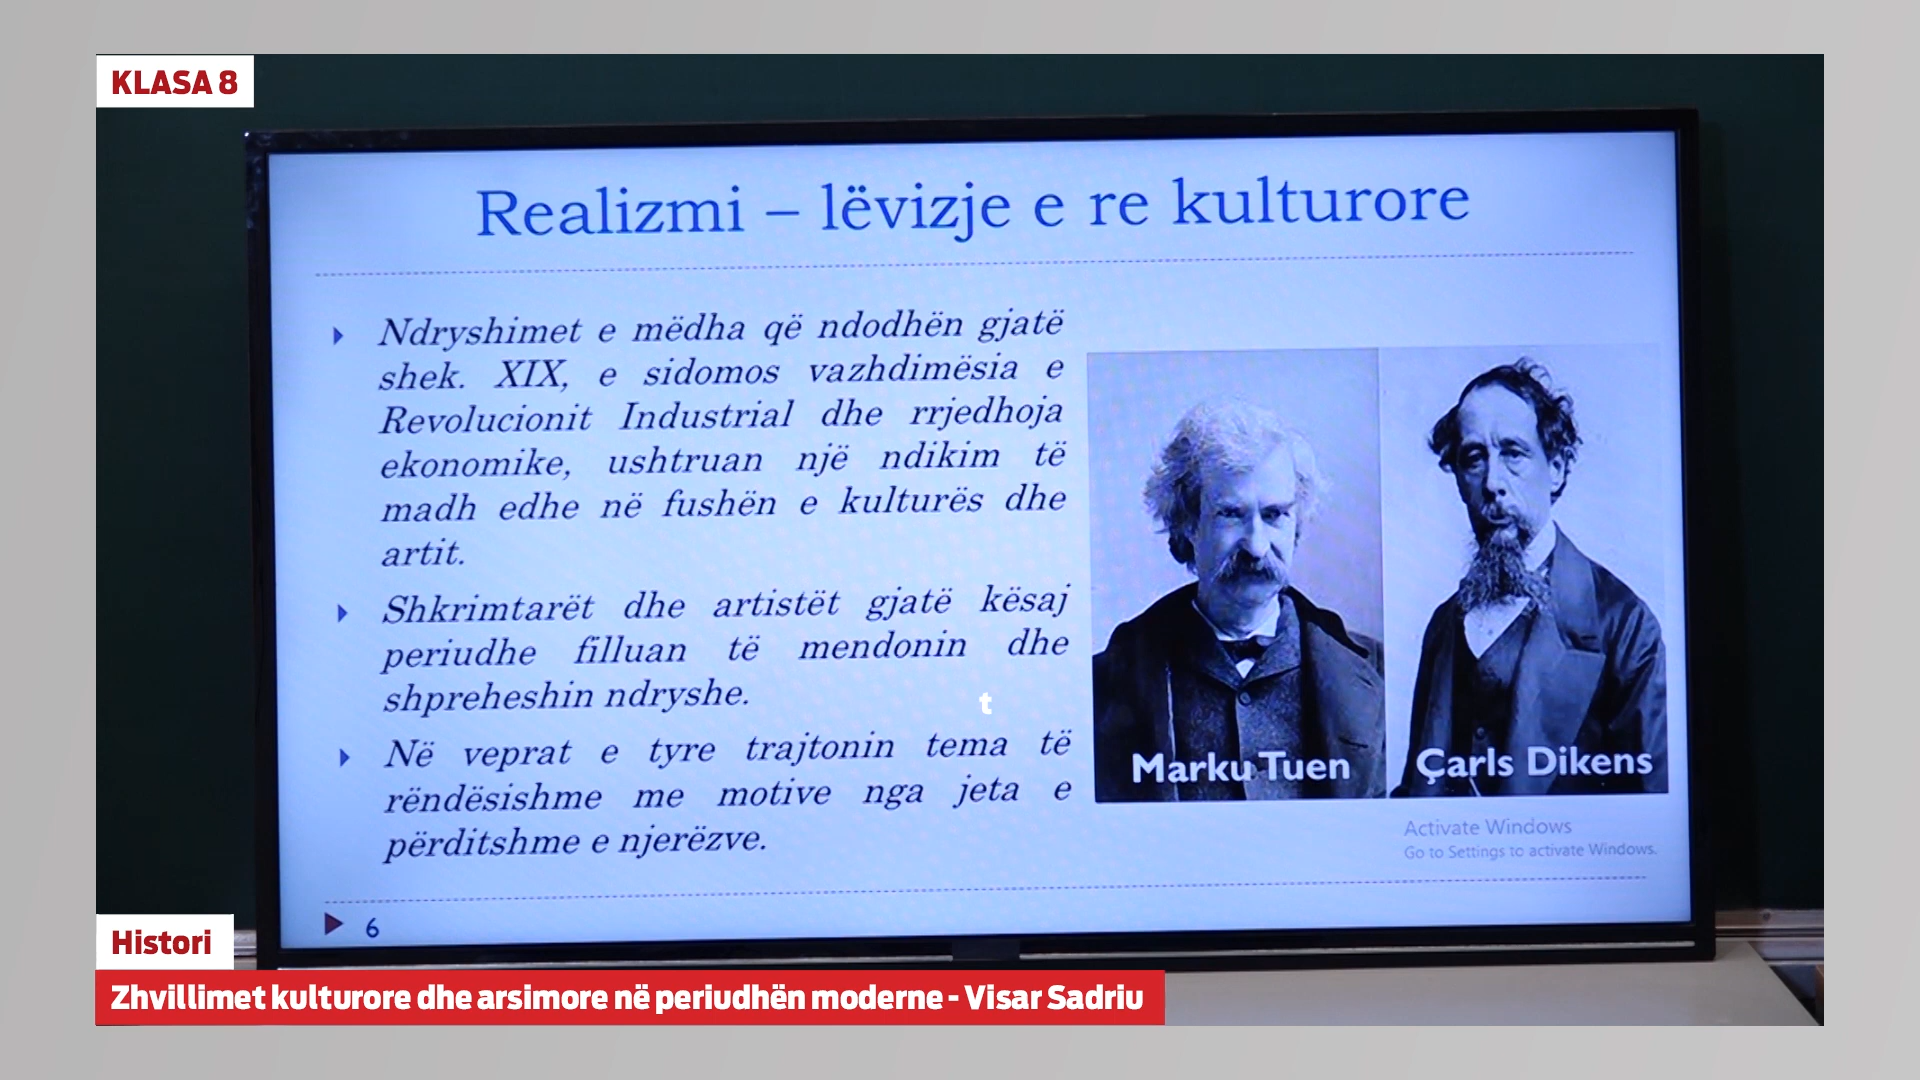 KLASA 8
Realizmi – lëvizje e re kulturore
Ndryshimet e mëdha që ndodhën gjatë
shek. XIX, e sidomos vazhdimësia e
Revolucionit Industrial dhe rrjedhoja
ekonomike, ushtruan një ndikim të
madh edhe në fushën e kulturës dhe
artit.
Shkrimtarët dhe artistët gjatë kësaj
periudhe filluan të mendonin dhe
shpreheshin ndryshe.
t
Në veprat e tyre trajtonin tema të
rëndësishme me motive nga jeta e
përditshme e njerëzve.
Marku Tuen
Çarls Dikens
Activate Windows
Go to Settings to activate Windows.
6
Histori
Zhvillimet kulturore dhe arsimore në periudhën moderne - Visar Sadriu